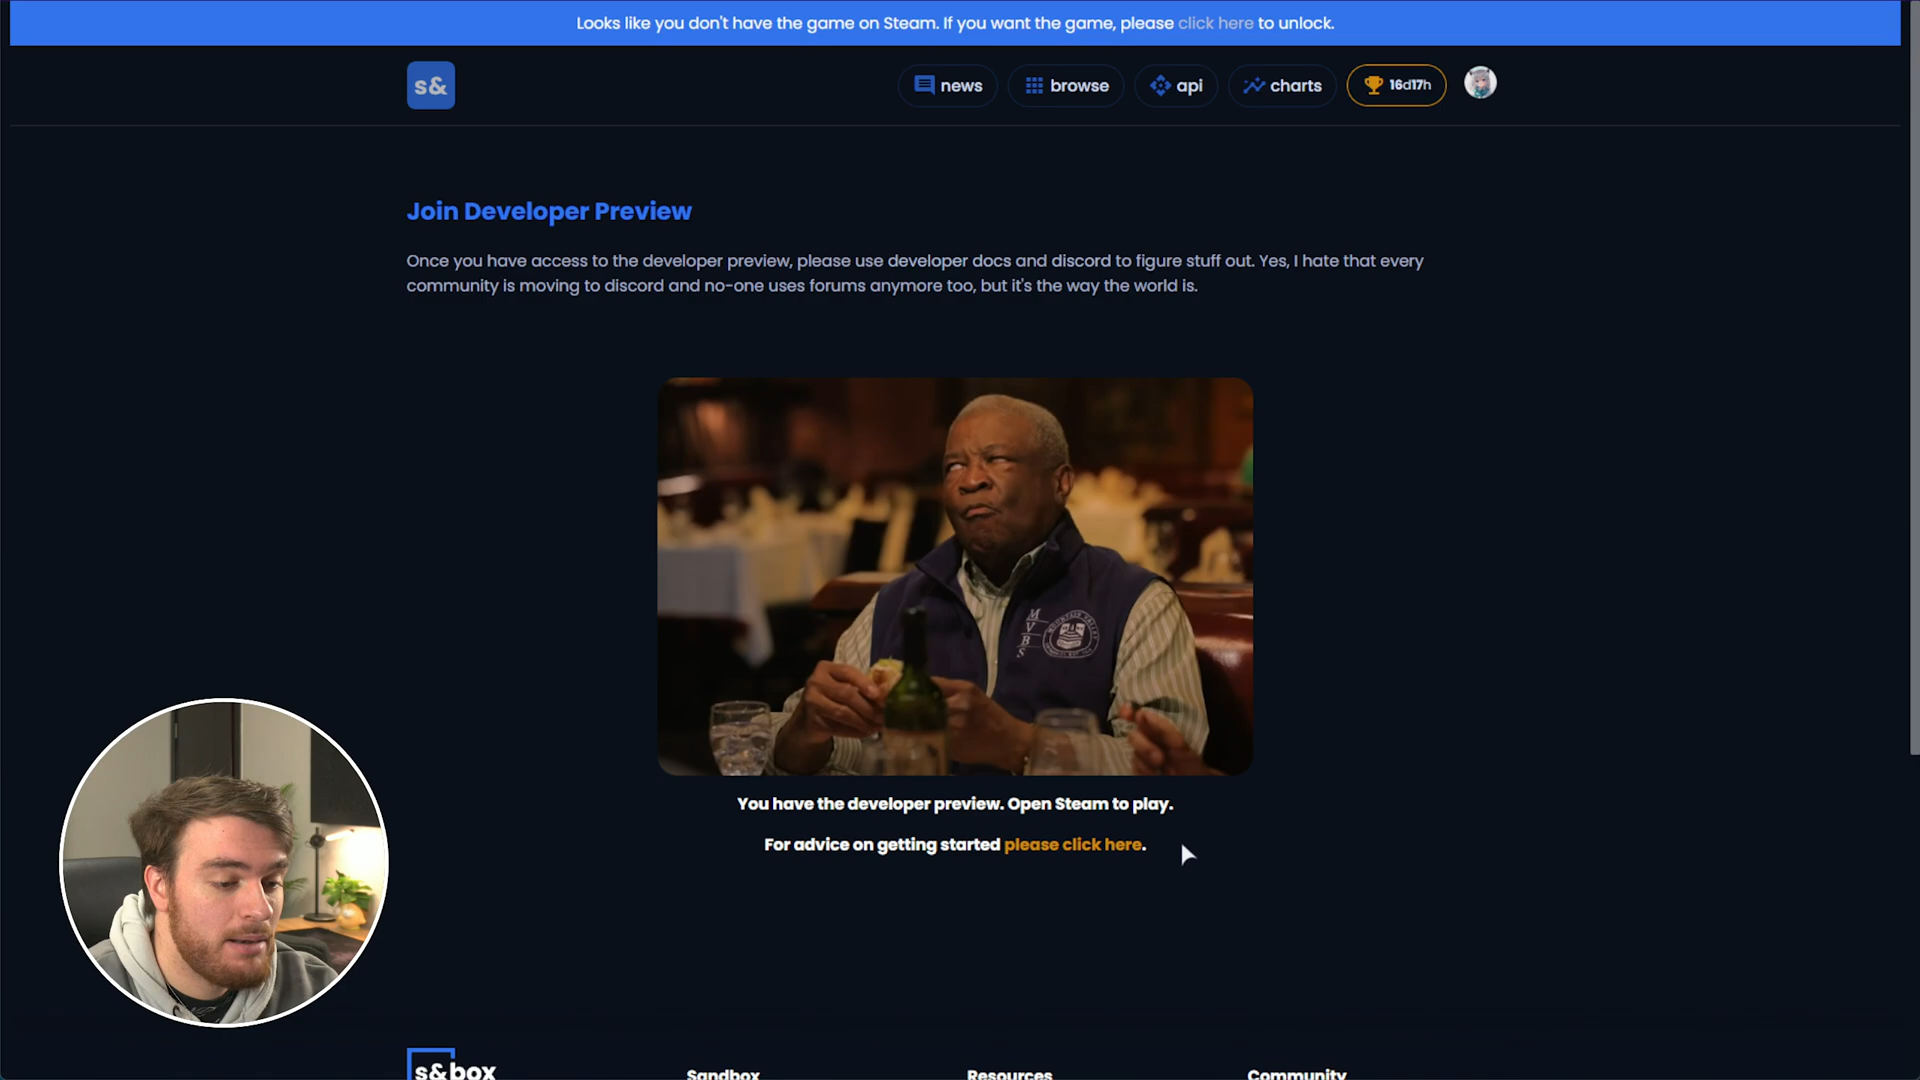 Looks like you don't have the game on Steam. If you want the game, please click here to unlock.
s&
news
browse
api
charts
16d17h
Join Developer Preview
Once you have access to the developer preview, please use developer docs and discord to figure stuff out. Yes, I hate that every
community is moving to discord and no-one uses forums anymore too, but it's the way the world is.
MVBS
MOUNTAIN VALLEY
You have the developer preview. Open Steam to play.
For advice on getting started please click here.
s&box
Sandbox
Resources
Community